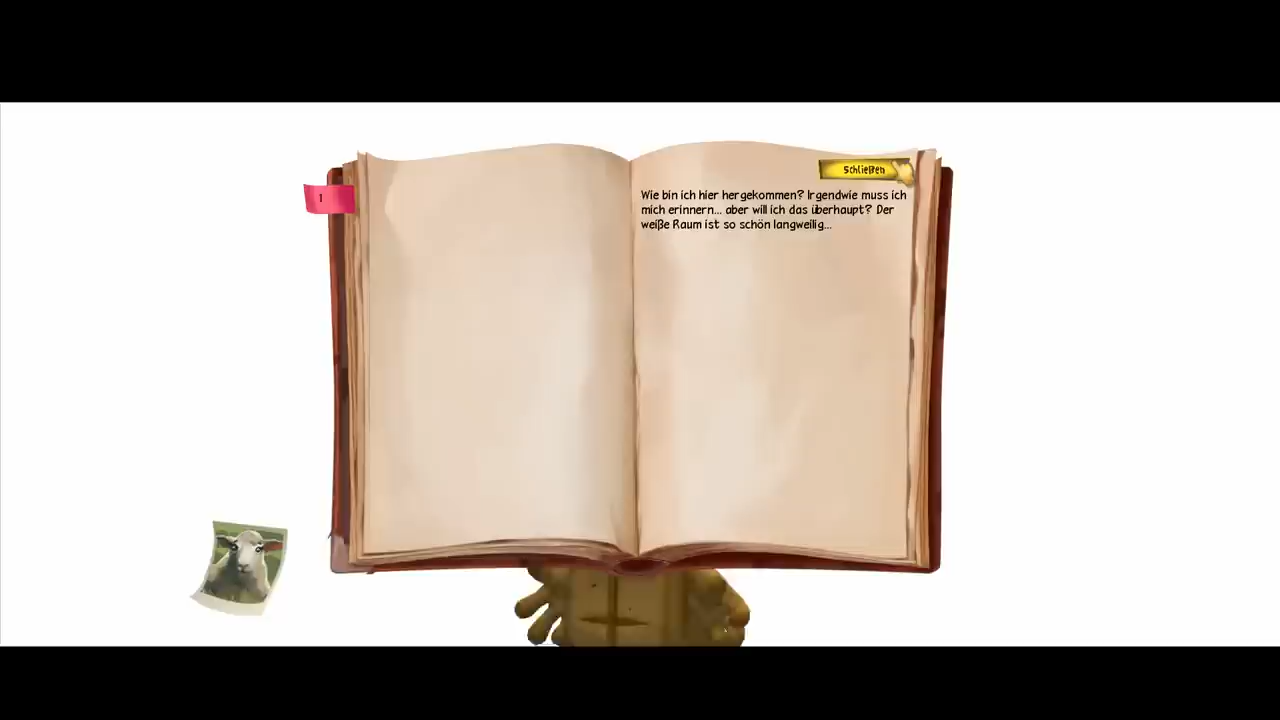 Schließen
1
Wie bin ich hier hergekommen? Irgendwie muss ich
mich erinnern... aber will ich das überhaupt? Der
weiße Raum ist so schön langweilig...